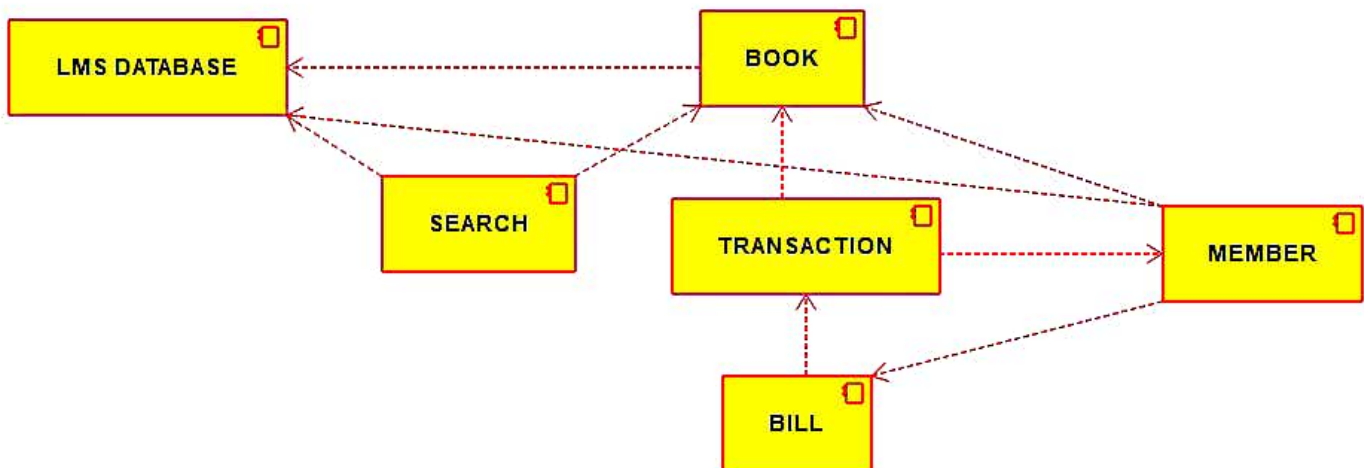 LMS DATABASE
BOOK
SEARCH
TRANSACTION
MEMBER
BILL